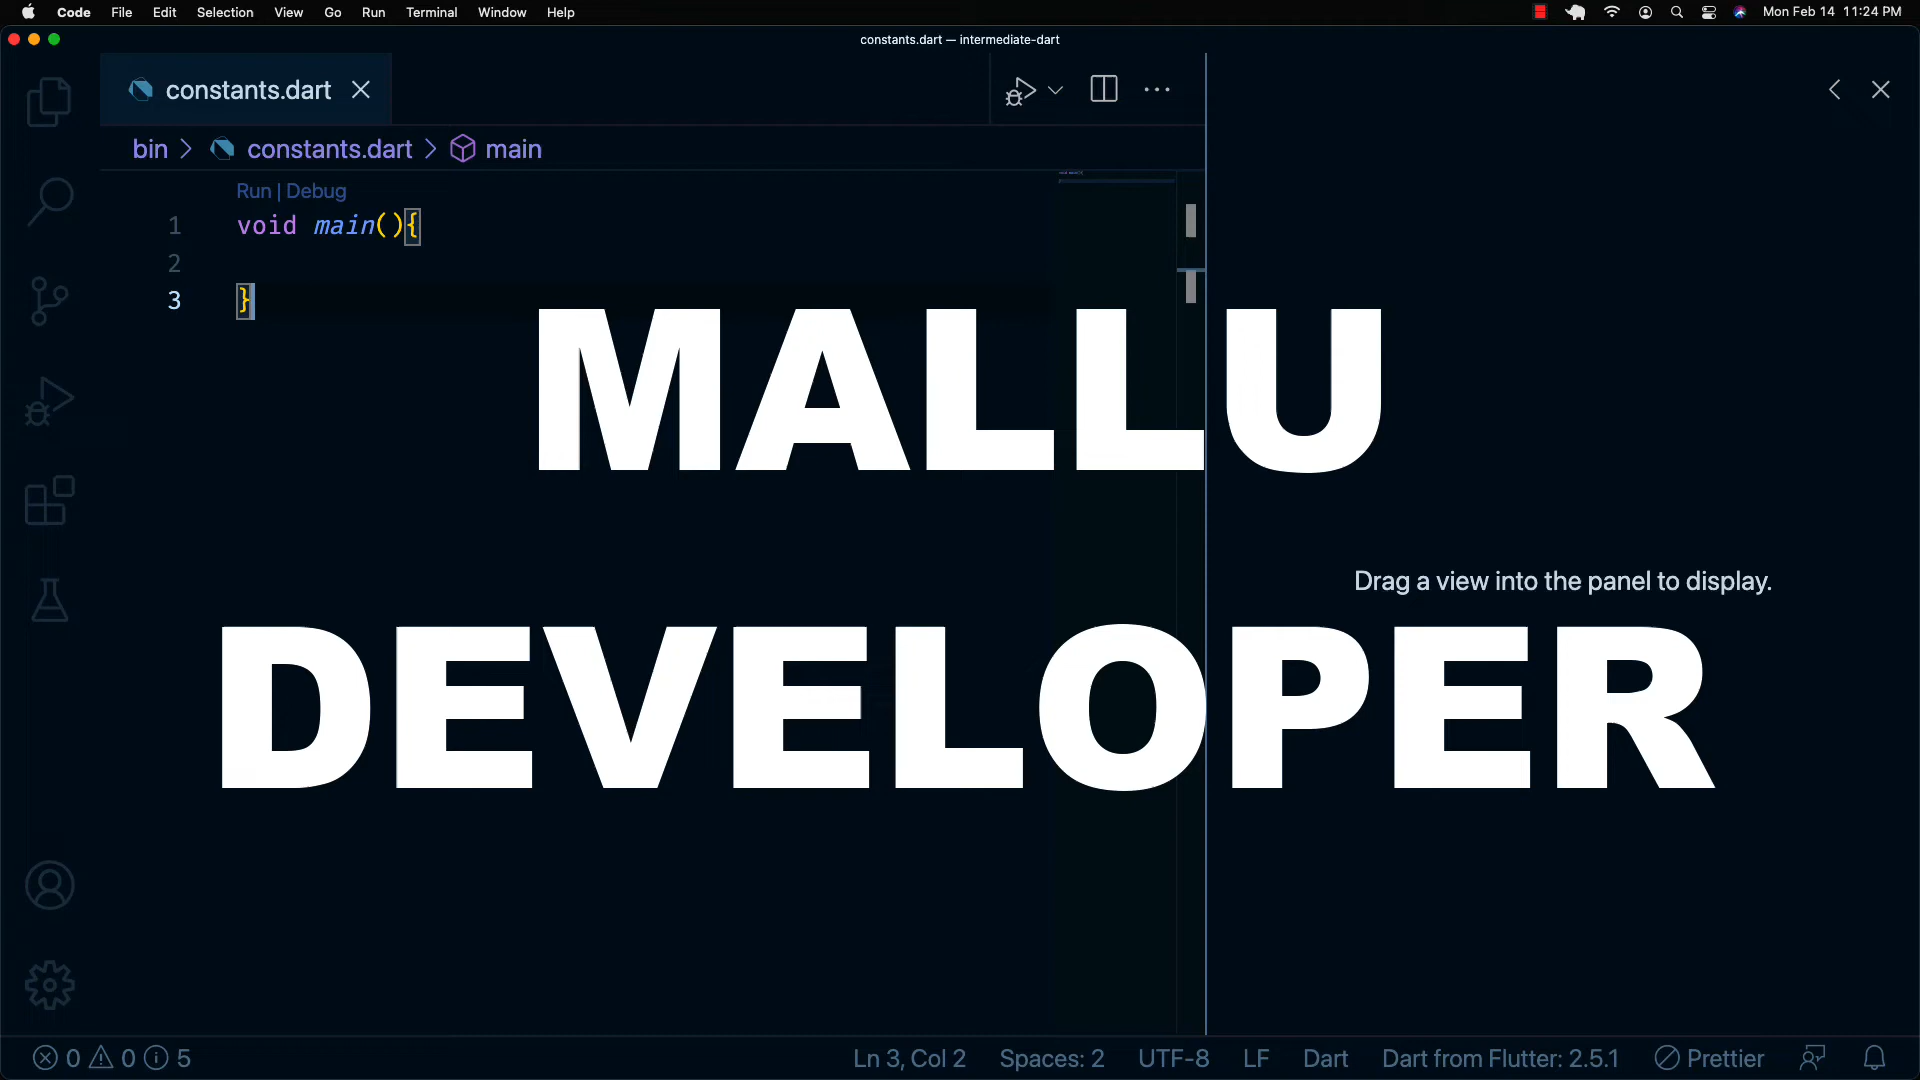 Code File Edit Selection View Go Run Terminal Window Help Mon Feb 14 11:24 PM
constants.dart — intermediate-dart
constants.dart
bin > constants.dart > main
Run | Debug
1 void main(){
2
3 }
MALLU
Drag a view into the panel to display.
DEVELOPER
0 0 5 Ln 3, Col 2 Spaces: 2 UTF-8 LF Dart Dart from Flutter: 2.5.1 Prettier